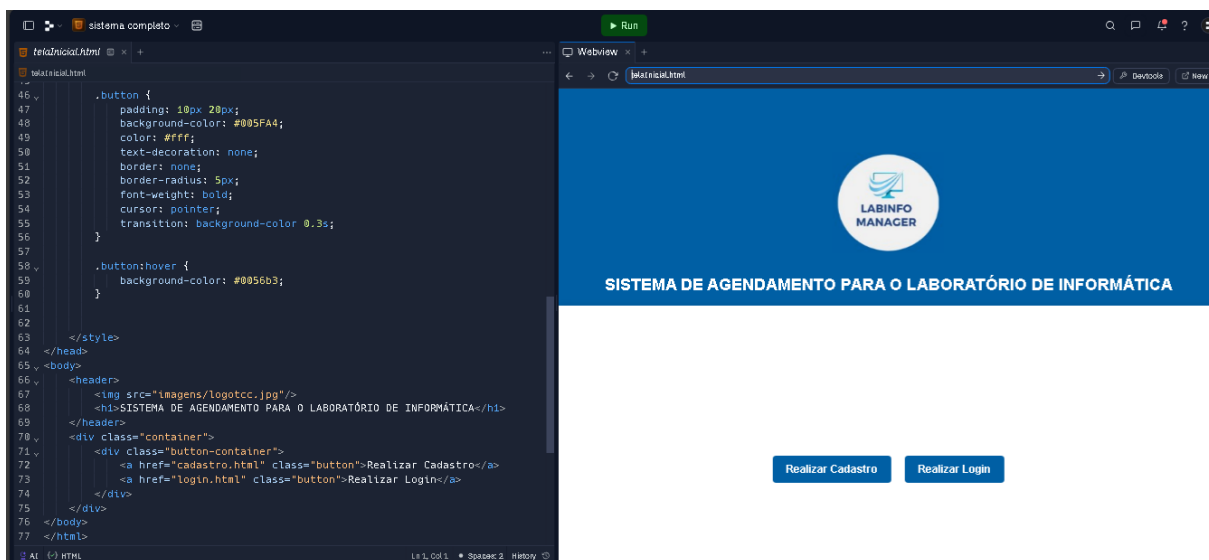 sistema completo
Run
telaInicial.html
Webview
telaInicial.html
telaInicial.html
Devtools
New
46 .button {
47 padding: 10px 20px;
48 background-color: #005FA4;
49 color: #fff;
50 text-decoration: none;
51 border: none;
52 border-radius: 5px;
53 font-weight: bold;
54 cursor: pointer;
55 transition: background-color 0.3s;
56 }
57
58 .button:hover {
59 background-color: #0056b3;
60 }
61
62
63 </style>
64 </head>
65 <body>
66 <header>
67 <img src="imagens/logotcc.jpg"/>
68 <h1>SISTEMA DE AGENDAMENTO PARA O LABORATÓRIO DE INFORMÁTICA</h1>
69 </header>
70 <div class="container">
71 <div class="button-container">
72 <a href="cadastro.html" class="button">Realizar Cadastro</a>
73 <a href="login.html" class="button">Realizar Login</a>
74 </div>
75 </div>
76 </body>
77 </html>
AI {·} HTML
Ln 1, Col 1 • Spaces: 2 History
LABINFO
MANAGER
SISTEMA DE AGENDAMENTO PARA O LABORATÓRIO DE INFORMÁTICA
Realizar Cadastro
Realizar Login